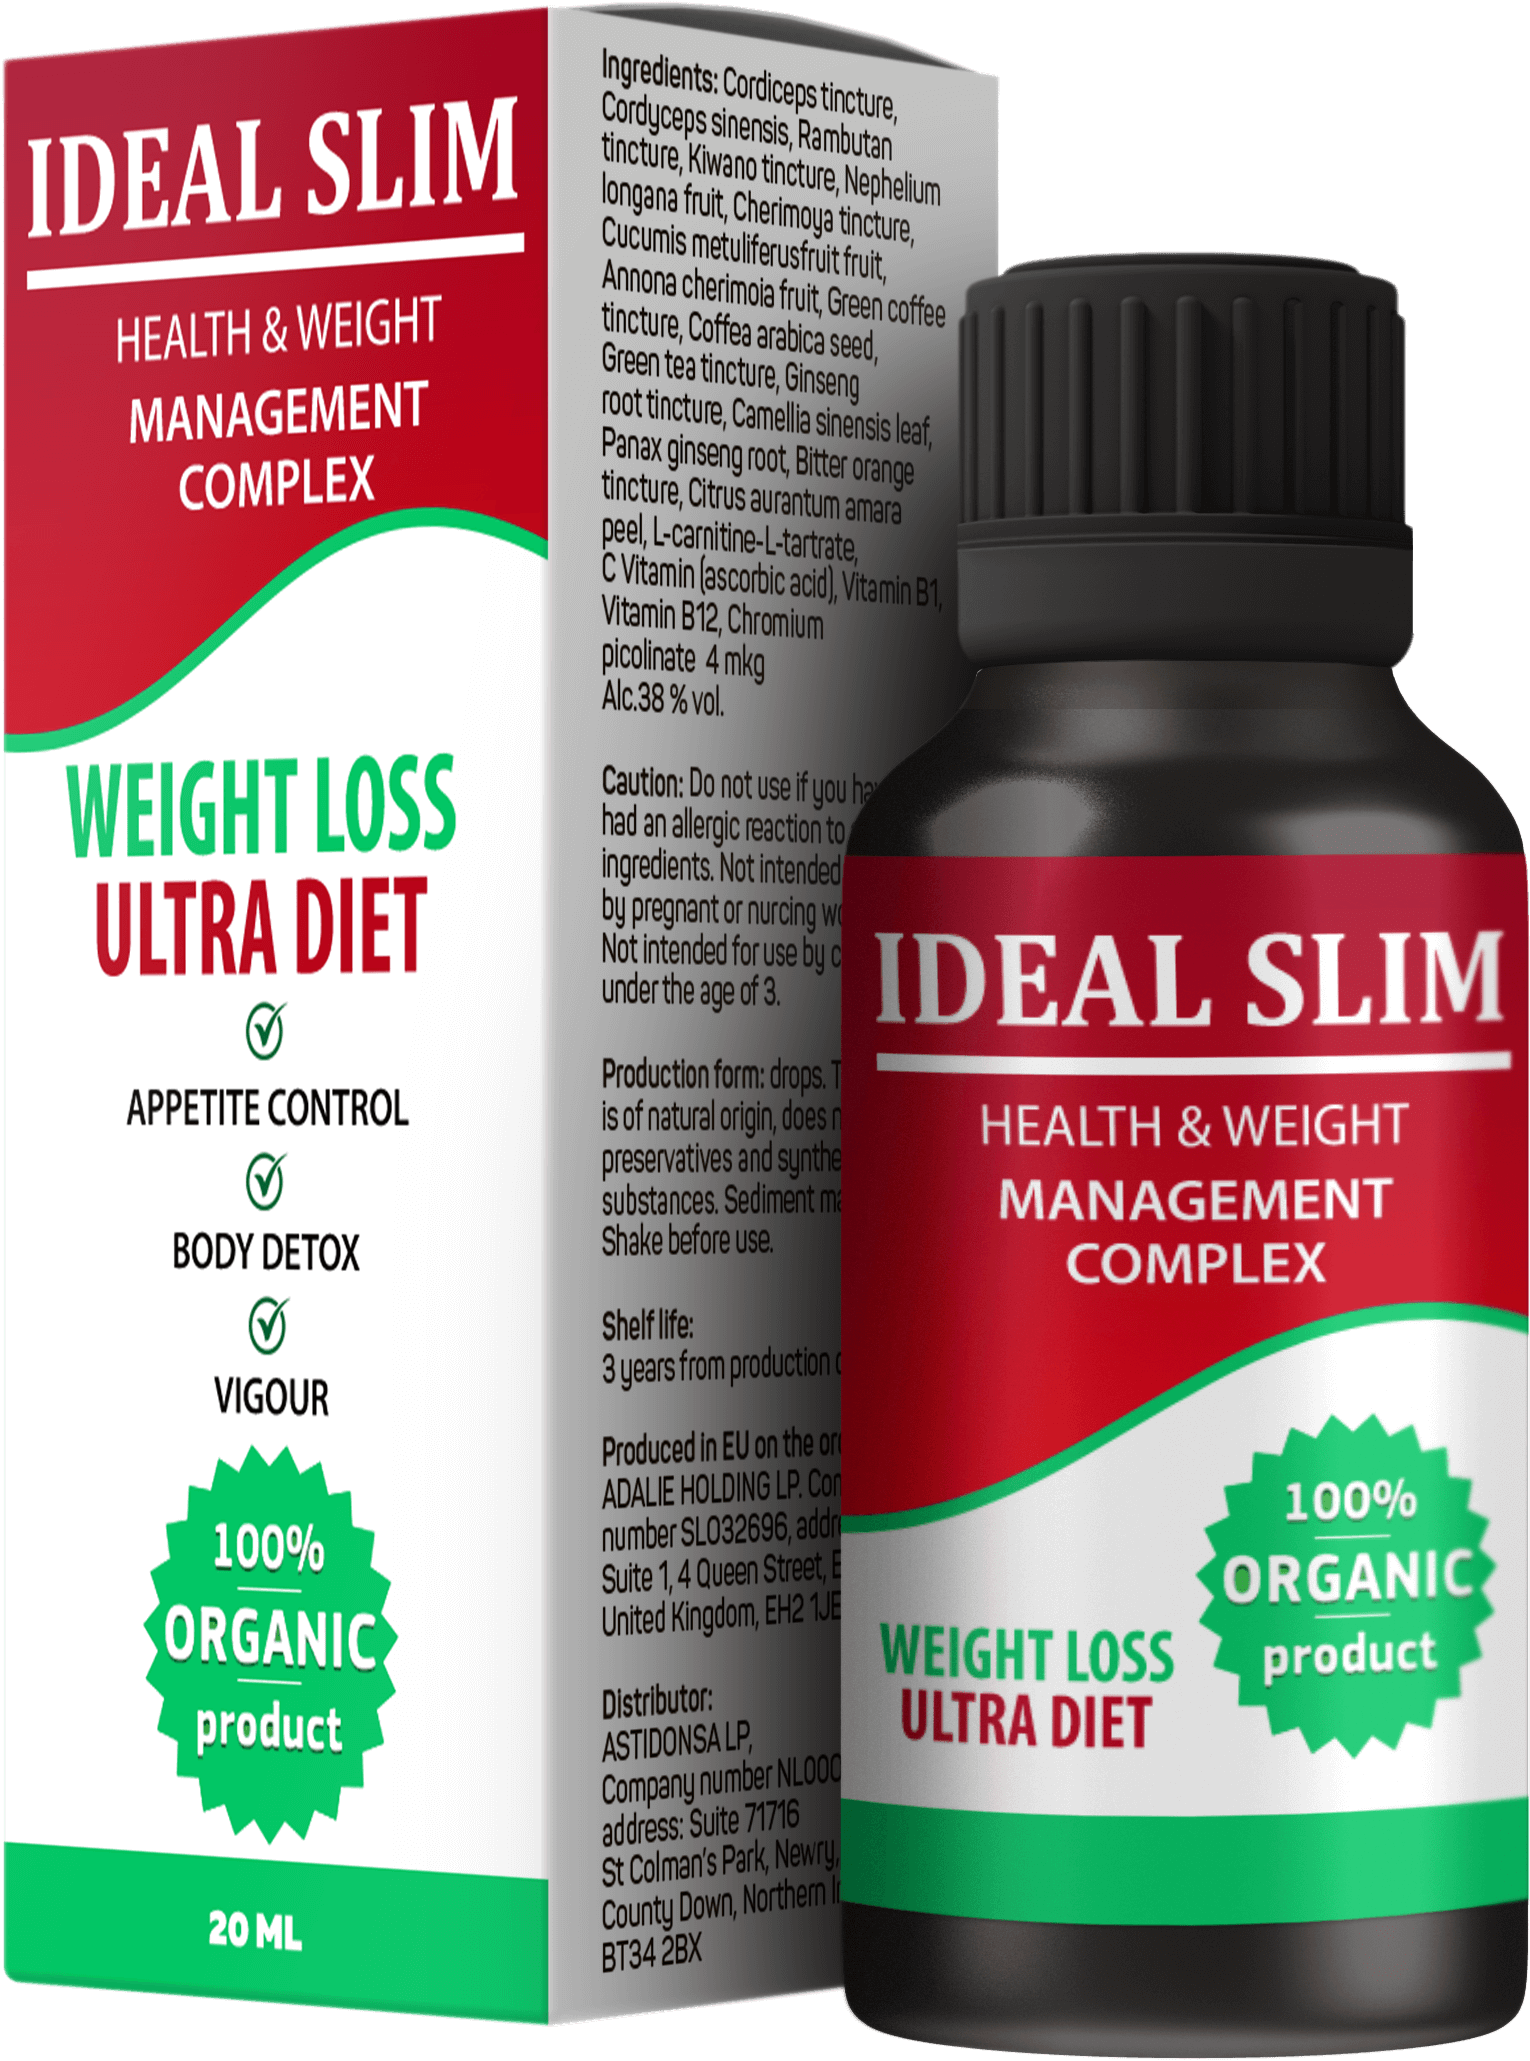 IDEAL SLIM
HEALTH & WEIGHT
MANAGEMENT
COMPLEX
WEIGHT LOSS
ULTRA DIET
APPETITE CONTROL
BODY DETOX
VIGOUR
100%
ORGANIC
product
20 ML
Ingredients: Cordiceps tincture,
Cordyceps sinensis, Rambutan
tincture, Kiwano tincture, Nephelium
longana fruit, Cherimoya tincture,
Cucumis metuliferusfruit fruit,
Annona cherimoia fruit, Green coffee
tincture, Coffea arabica seed,
Green tea tincture, Ginseng
root tincture, Camellia sinensis leaf,
Panax ginseng root, Bitter orange
tincture, Citrus aurantum amara
peel, L-carnitine-L-tartrate,
C Vitamin (ascorbic acid), Vitamin B1,
Vitamin B12, Chromium
picolinate 4 mkg
Alc.38 % vol.
Caution: Do not use if you
had an allergic reaction to
ingredients. Not intended
by pregnant or nurcing
Not intended for use by
under the age of 3.
Production form: drops.
is of natural origin, does
preservatives and
substances. Sediment
Shake before use.
Shelf life:
3 years from production
Produced in EU on the
ADALIE HOLDING LP.
number SL032696,
Suite 1, 4 Queen Street,
United Kingdom, EH2 1JE
Distributor:
ASTIDONSA LP,
Company number
address: Suite 71716
St Colman's Park, Newry,
County Down, Northern
BT34 2BX
IDEAL SLIM
HEALTH & WEIGHT
MANAGEMENT
COMPLEX
100%
ORGANIC
product
WEIGHT LOSS
ULTRA DIET